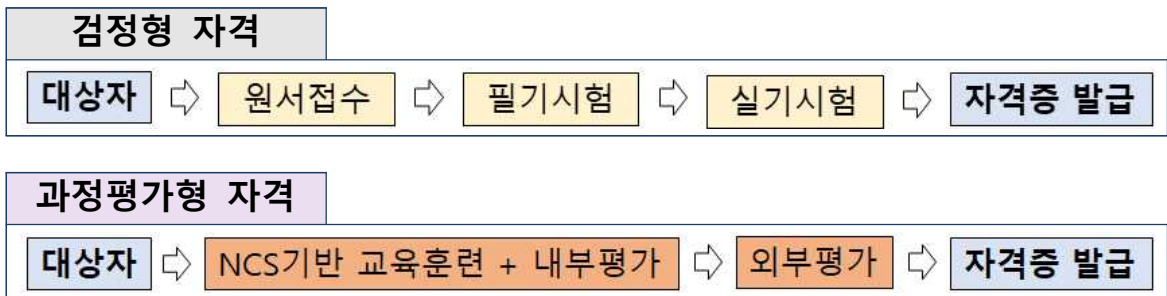 검정형 자격
대상자 ⇨ 원서접수 ⇨ 필기시험 ⇨ 실기시험 ⇨ 자격증 발급
과정평가형 자격
대상자 ⇨ NCS기반 교육훈련 + 내부평가 ⇨ 외부평가 ⇨ 자격증 발급